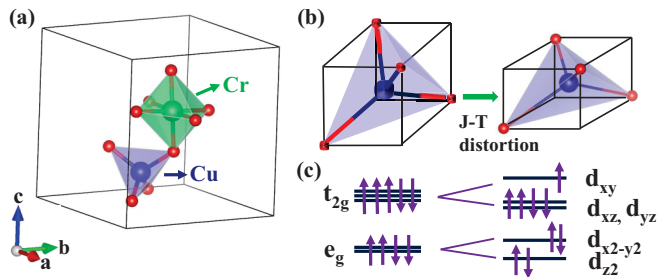 (a)
Cr
Cu
c
b
a
(b)
J-T
distortion
(c)
t2g
eg
dxy
dxz, dyz
dx2-y2
dz2